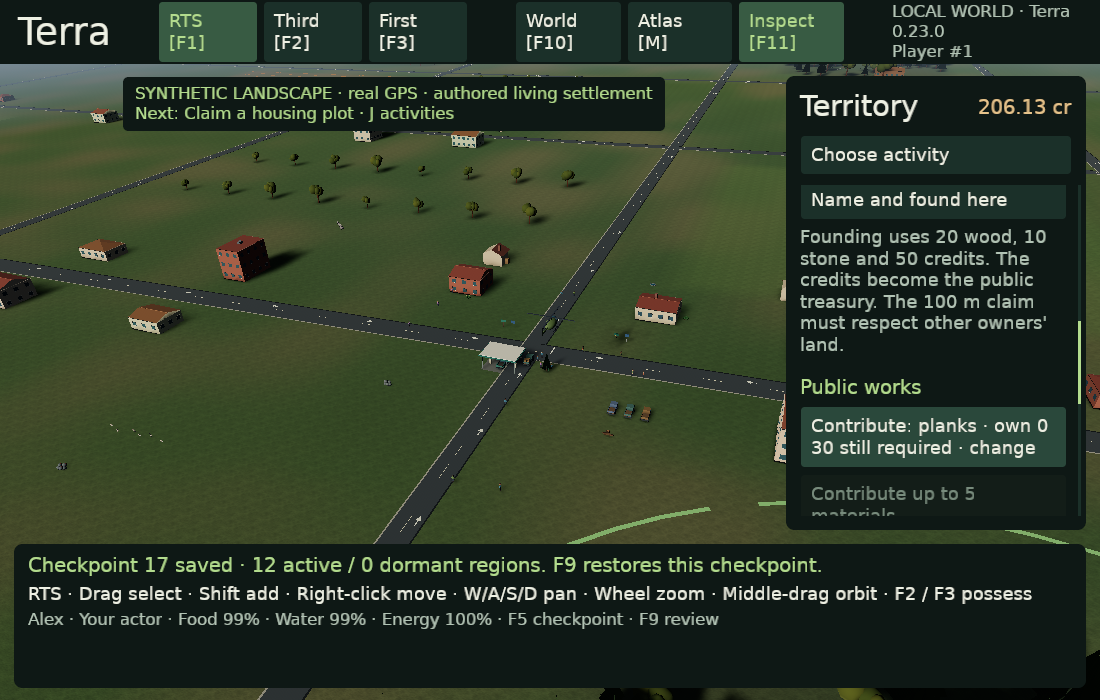 Terra
RTS
[F1]
Third
[F2]
First
[F3]
World
[F10]
Atlas
[M]
Inspect
[F11]
LOCAL WORLD · Terra
0.23.0
Player #1
SYNTHETIC LANDSCAPE · real GPS · authored living settlement
Next: Claim a housing plot · J activities
Territory
206.13 cr
Choose activity
Name and found here
Founding uses 20 wood, 10
stone and 50 credits. The
credits become the public
treasury. The 100 m claim
must respect other owners'
land.
Public works
Contribute: planks · own 0
30 still required · change
Contribute up to 5
materials
Checkpoint 17 saved · 12 active / 0 dormant regions. F9 restores this checkpoint.
RTS · Drag select · Shift add · Right-click move · W/A/S/D pan · Wheel zoom · Middle-drag orbit · F2 / F3 possess
Alex · Your actor · Food 99% · Water 99% · Energy 100% · F5 checkpoint · F9 review